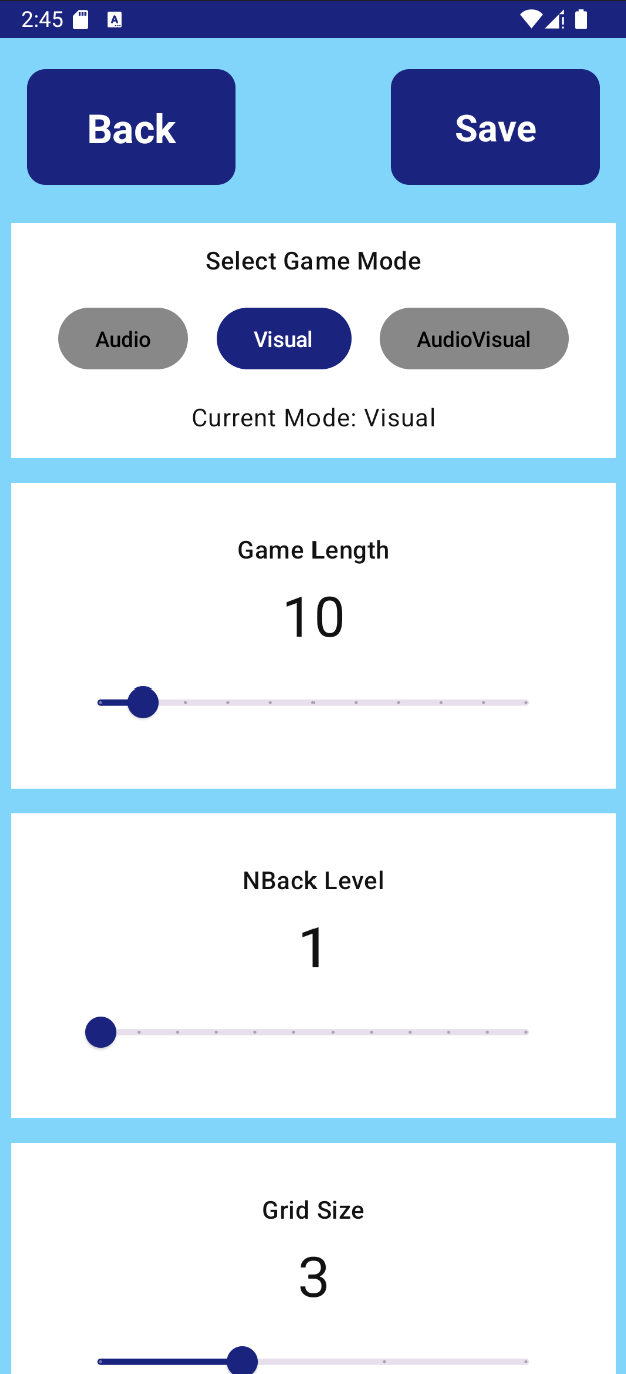 2:45
Back
Save
Select Game Mode
Audio
Visual
AudioVisual
Current Mode: Visual
Game Length
10
NBack Level
1
Grid Size
3